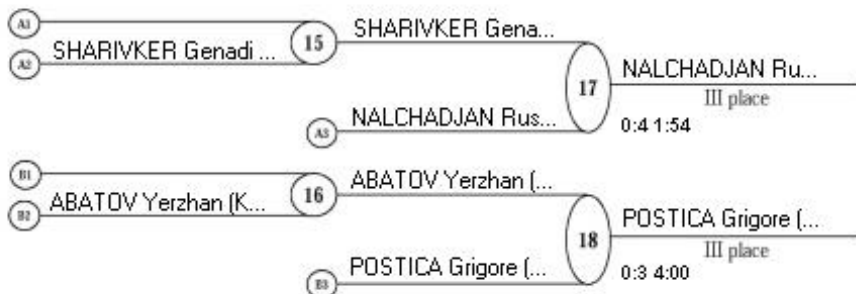 A1
A2 SHARIVKER Genadi ...
15
SHARIVKER Gena...
A3 NALCHADJAN Rus...
17
NALCHADJAN Ru...
III place
0:4 1:54
B1
B2 ABATOV Yerzhan (K...
16
ABATOV Yerzhan (...
B3 POSTICA Grigore (...
18
POSTICA Grigore (...
III place
0:3 4:00